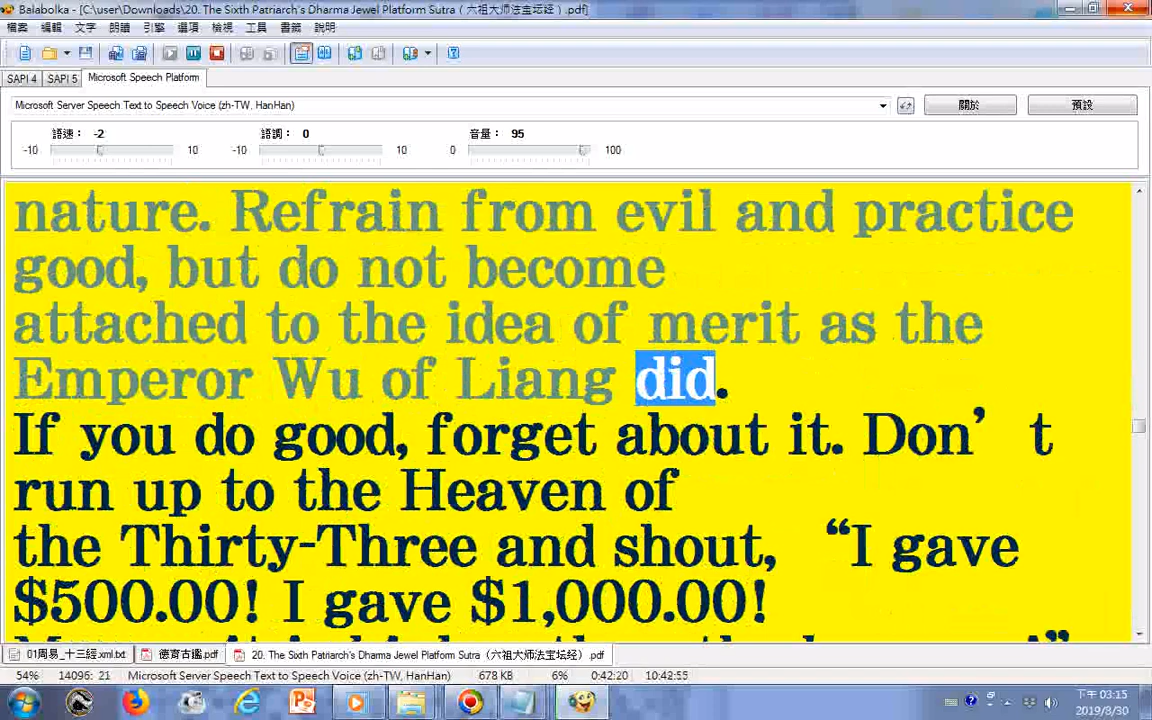 Balabolka - [C:\user\Downloads\20. The Sixth Patriarch's Dharma Jewel Platform Sutra（六祖大师法宝坛经）.pdf]
檔案 編輯 文字 朗讀 引擎 選項 檢視 工具 書籤 說明
SAPI 4 SAPI 5 Microsoft Speech Platform
Microsoft Server Speech Text to Speech Voice (zh-TW, HanHan) 關於 預設
語速： -2 語調： 0 音量： 95
-10 10 -10 10 0 100
nature. Refrain from evil and practice
good, but do not become
attached to the idea of merit as the
Emperor Wu of Liang did.
If you do good, forget about it. Don’t
run up to the Heaven of
the Thirty-Three and shout, “I gave
$500.00! I gave $1,000.00!
01周易_十三經.xml.txt 德育古鑑.pdf 20. The Sixth Patriarch's Dharma Jewel Platform Sutra（六祖大师法宝坛经）.pdf
54% 14096: 21 Microsoft Server Speech Text to Speech Voice (zh-TW, HanHan) 678 KB 6% 0:42:20 10:42:55
下午 03:15
2019/8/30